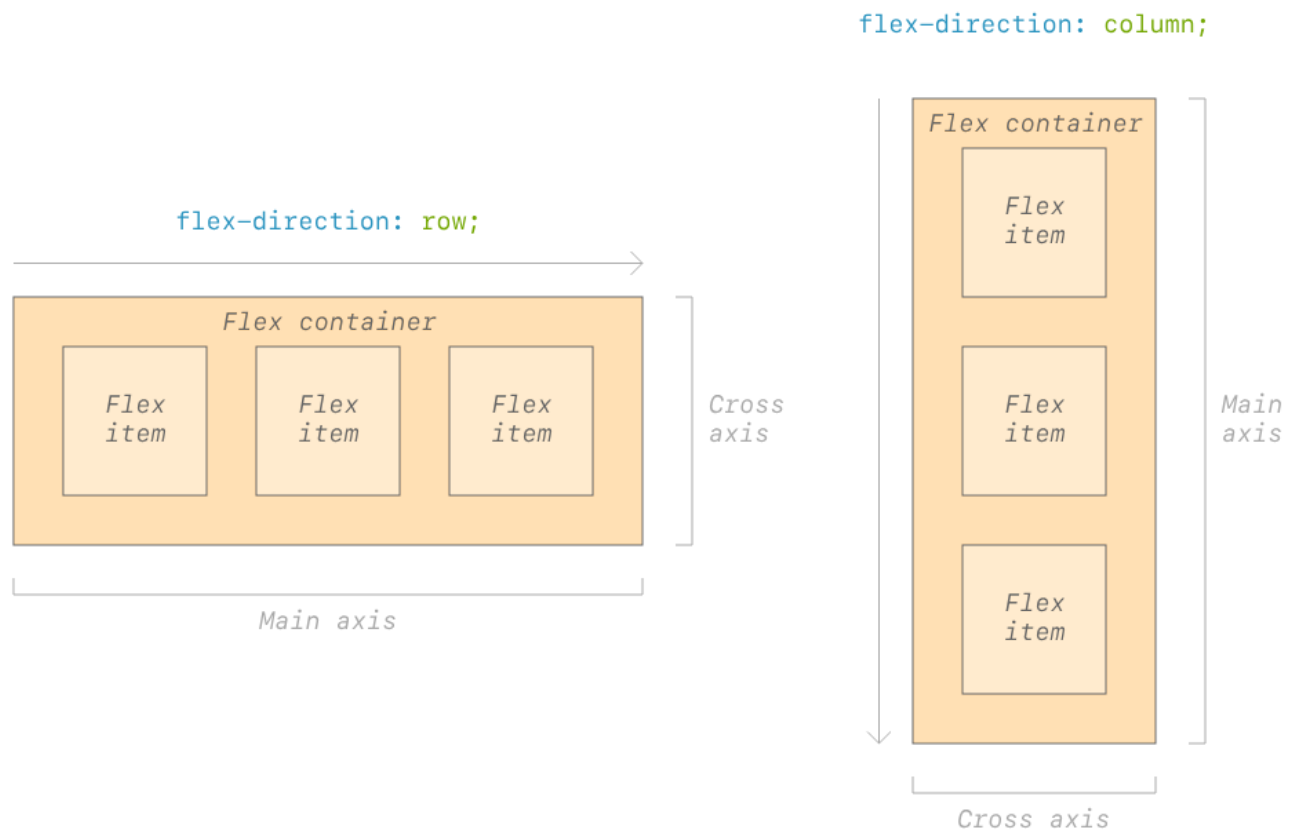 flex-direction: row;
Flex container
Flex
item
Flex
item
Flex
item
Cross
axis
Main axis
flex-direction: column;
Flex container
Flex
item
Flex
item
Flex
item
Main
axis
Cross axis